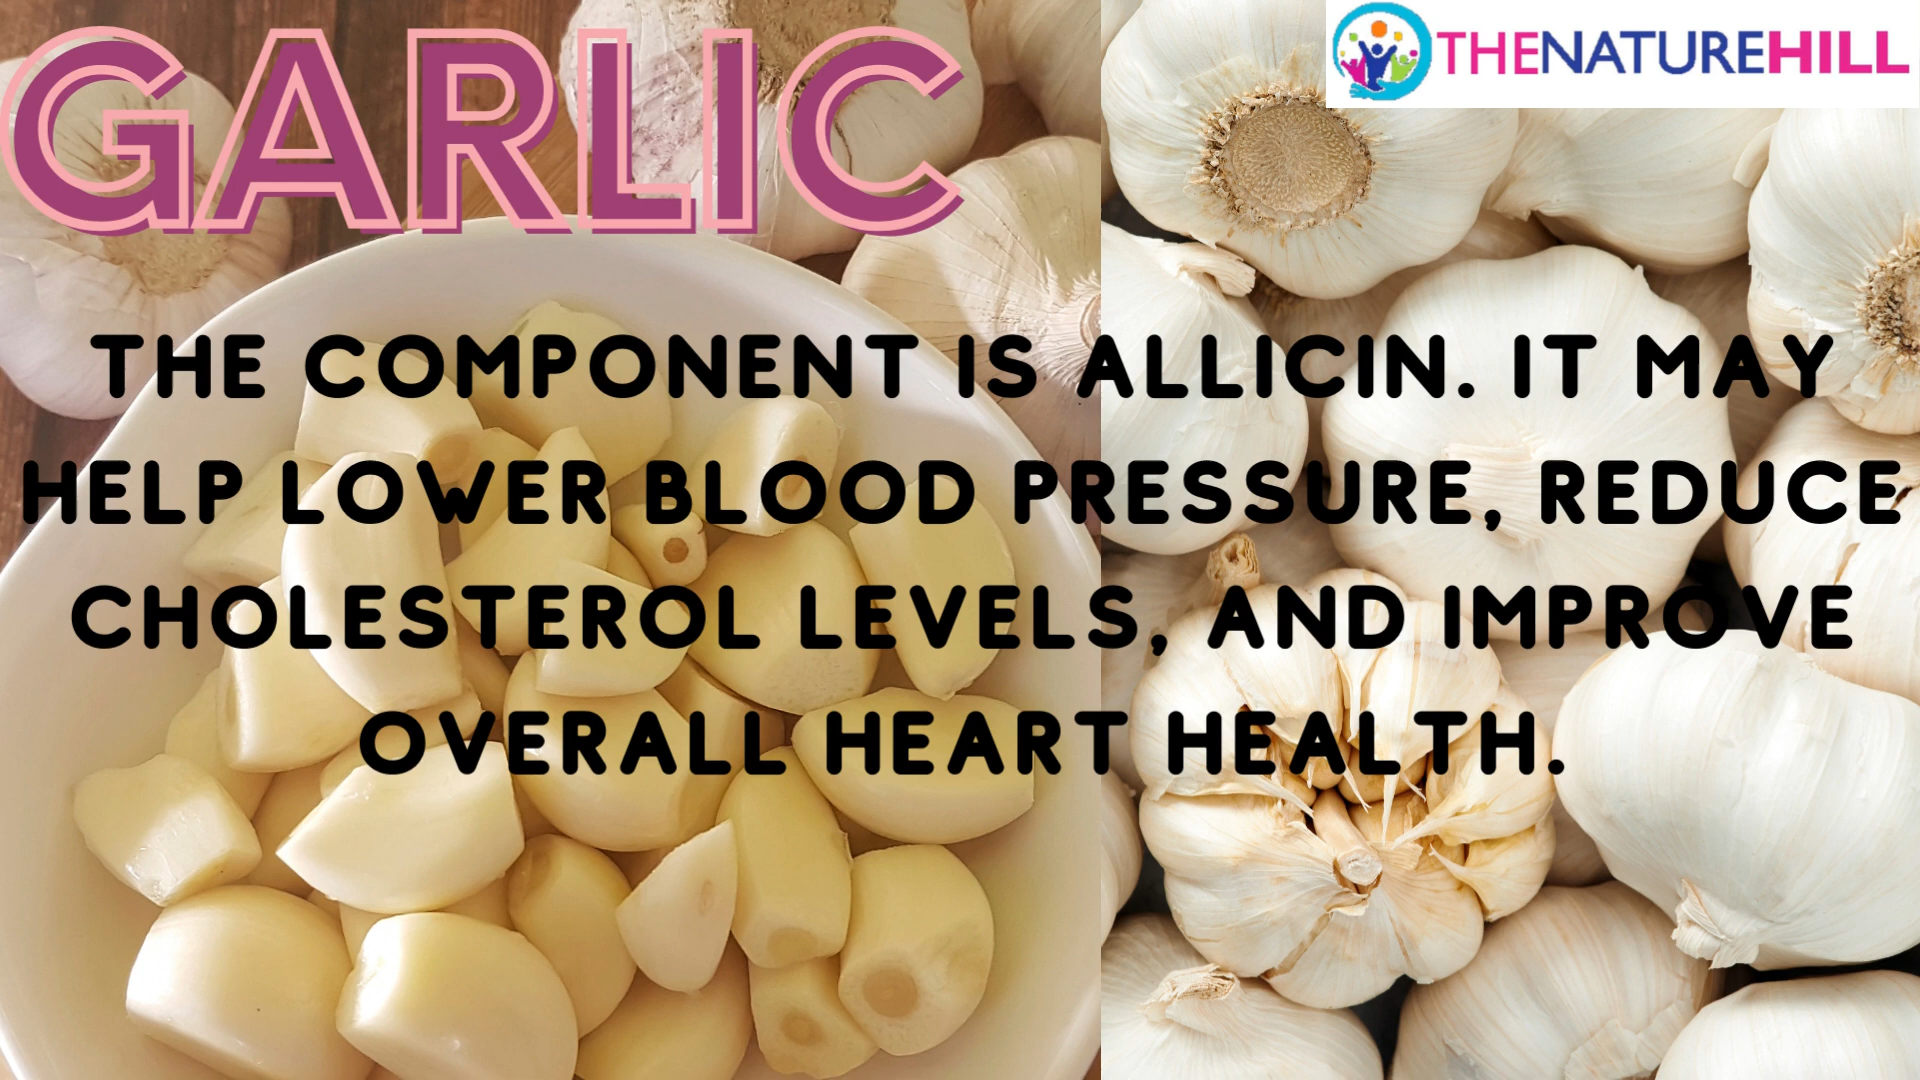 GARLIC
THENATUREHILL
THE COMPONENT IS ALLICIN. IT MAY
HELP LOWER BLOOD PRESSURE, REDUCE
CHOLESTEROL LEVELS, AND IMPROVE
OVERALL HEART HEALTH.